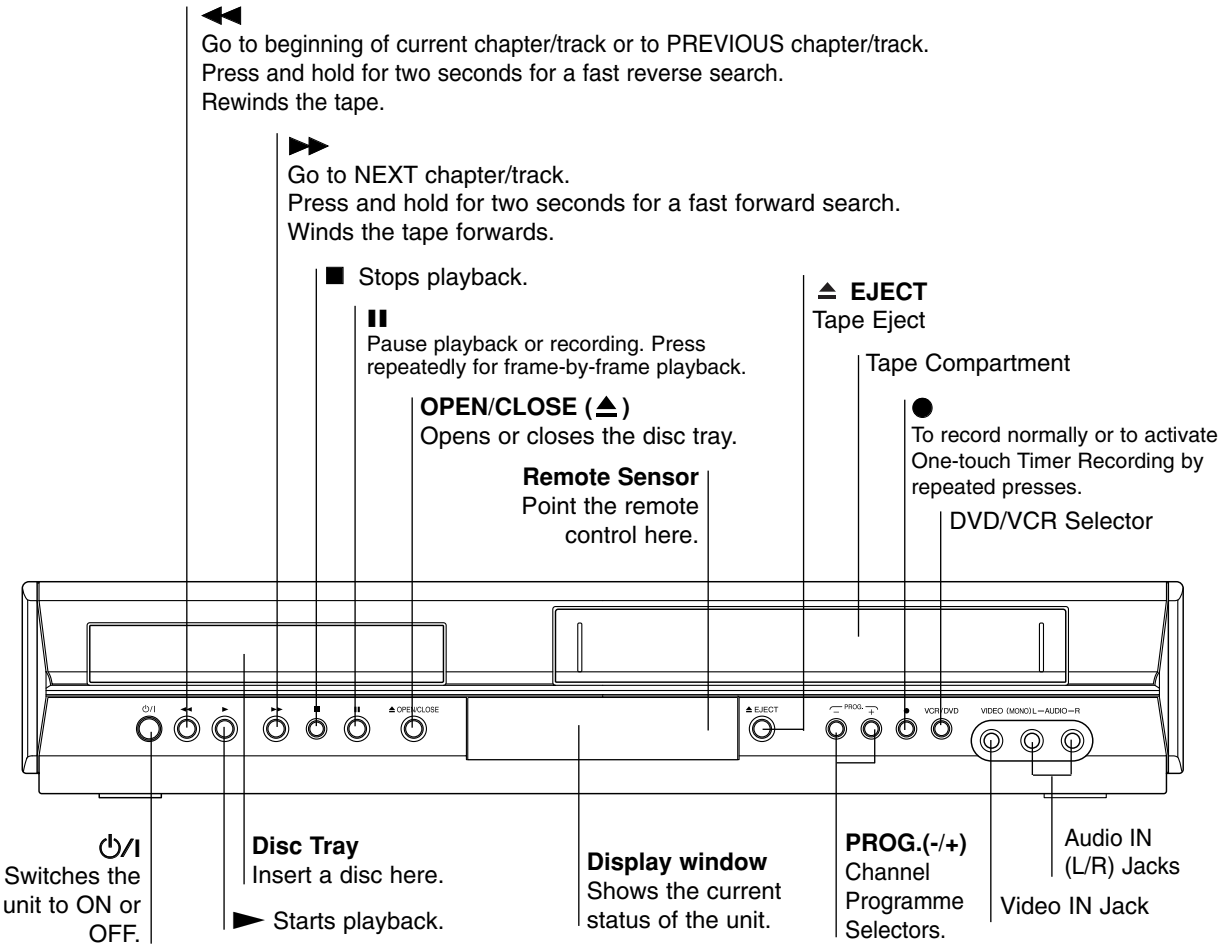 ◀◀
Go to beginning of current chapter/track or to PREVIOUS chapter/track.
Press and hold for two seconds for a fast reverse search.
Rewinds the tape.
▶▶
Go to NEXT chapter/track.
Press and hold for two seconds for a fast forward search.
Winds the tape forwards.
■ Stops playback.
❚❚
Pause playback or recording. Press
repeatedly for frame-by-frame playback.
OPEN/CLOSE (⏏)
Opens or closes the disc tray.
Remote Sensor
Point the remote
control here.
⏏ EJECT
Tape Eject
Tape Compartment
●
To record normally or to activate
One-touch Timer Recording by
repeated presses.
DVD/VCR Selector
⏻/I ◀◀ ▶ ▶▶ ■ ❚❚ ⏏ OPEN/CLOSE
⏏ EJECT
PROG.
− +
● VCR/DVD
VIDEO (MONO) L–AUDIO–R
⏻/I
Switches the
unit to ON or
OFF.
Disc Tray
Insert a disc here.
▶ Starts playback.
Display window
Shows the current
status of the unit.
PROG.(-/+)
Channel
Programme
Selectors.
Audio IN
(L/R) Jacks
Video IN Jack